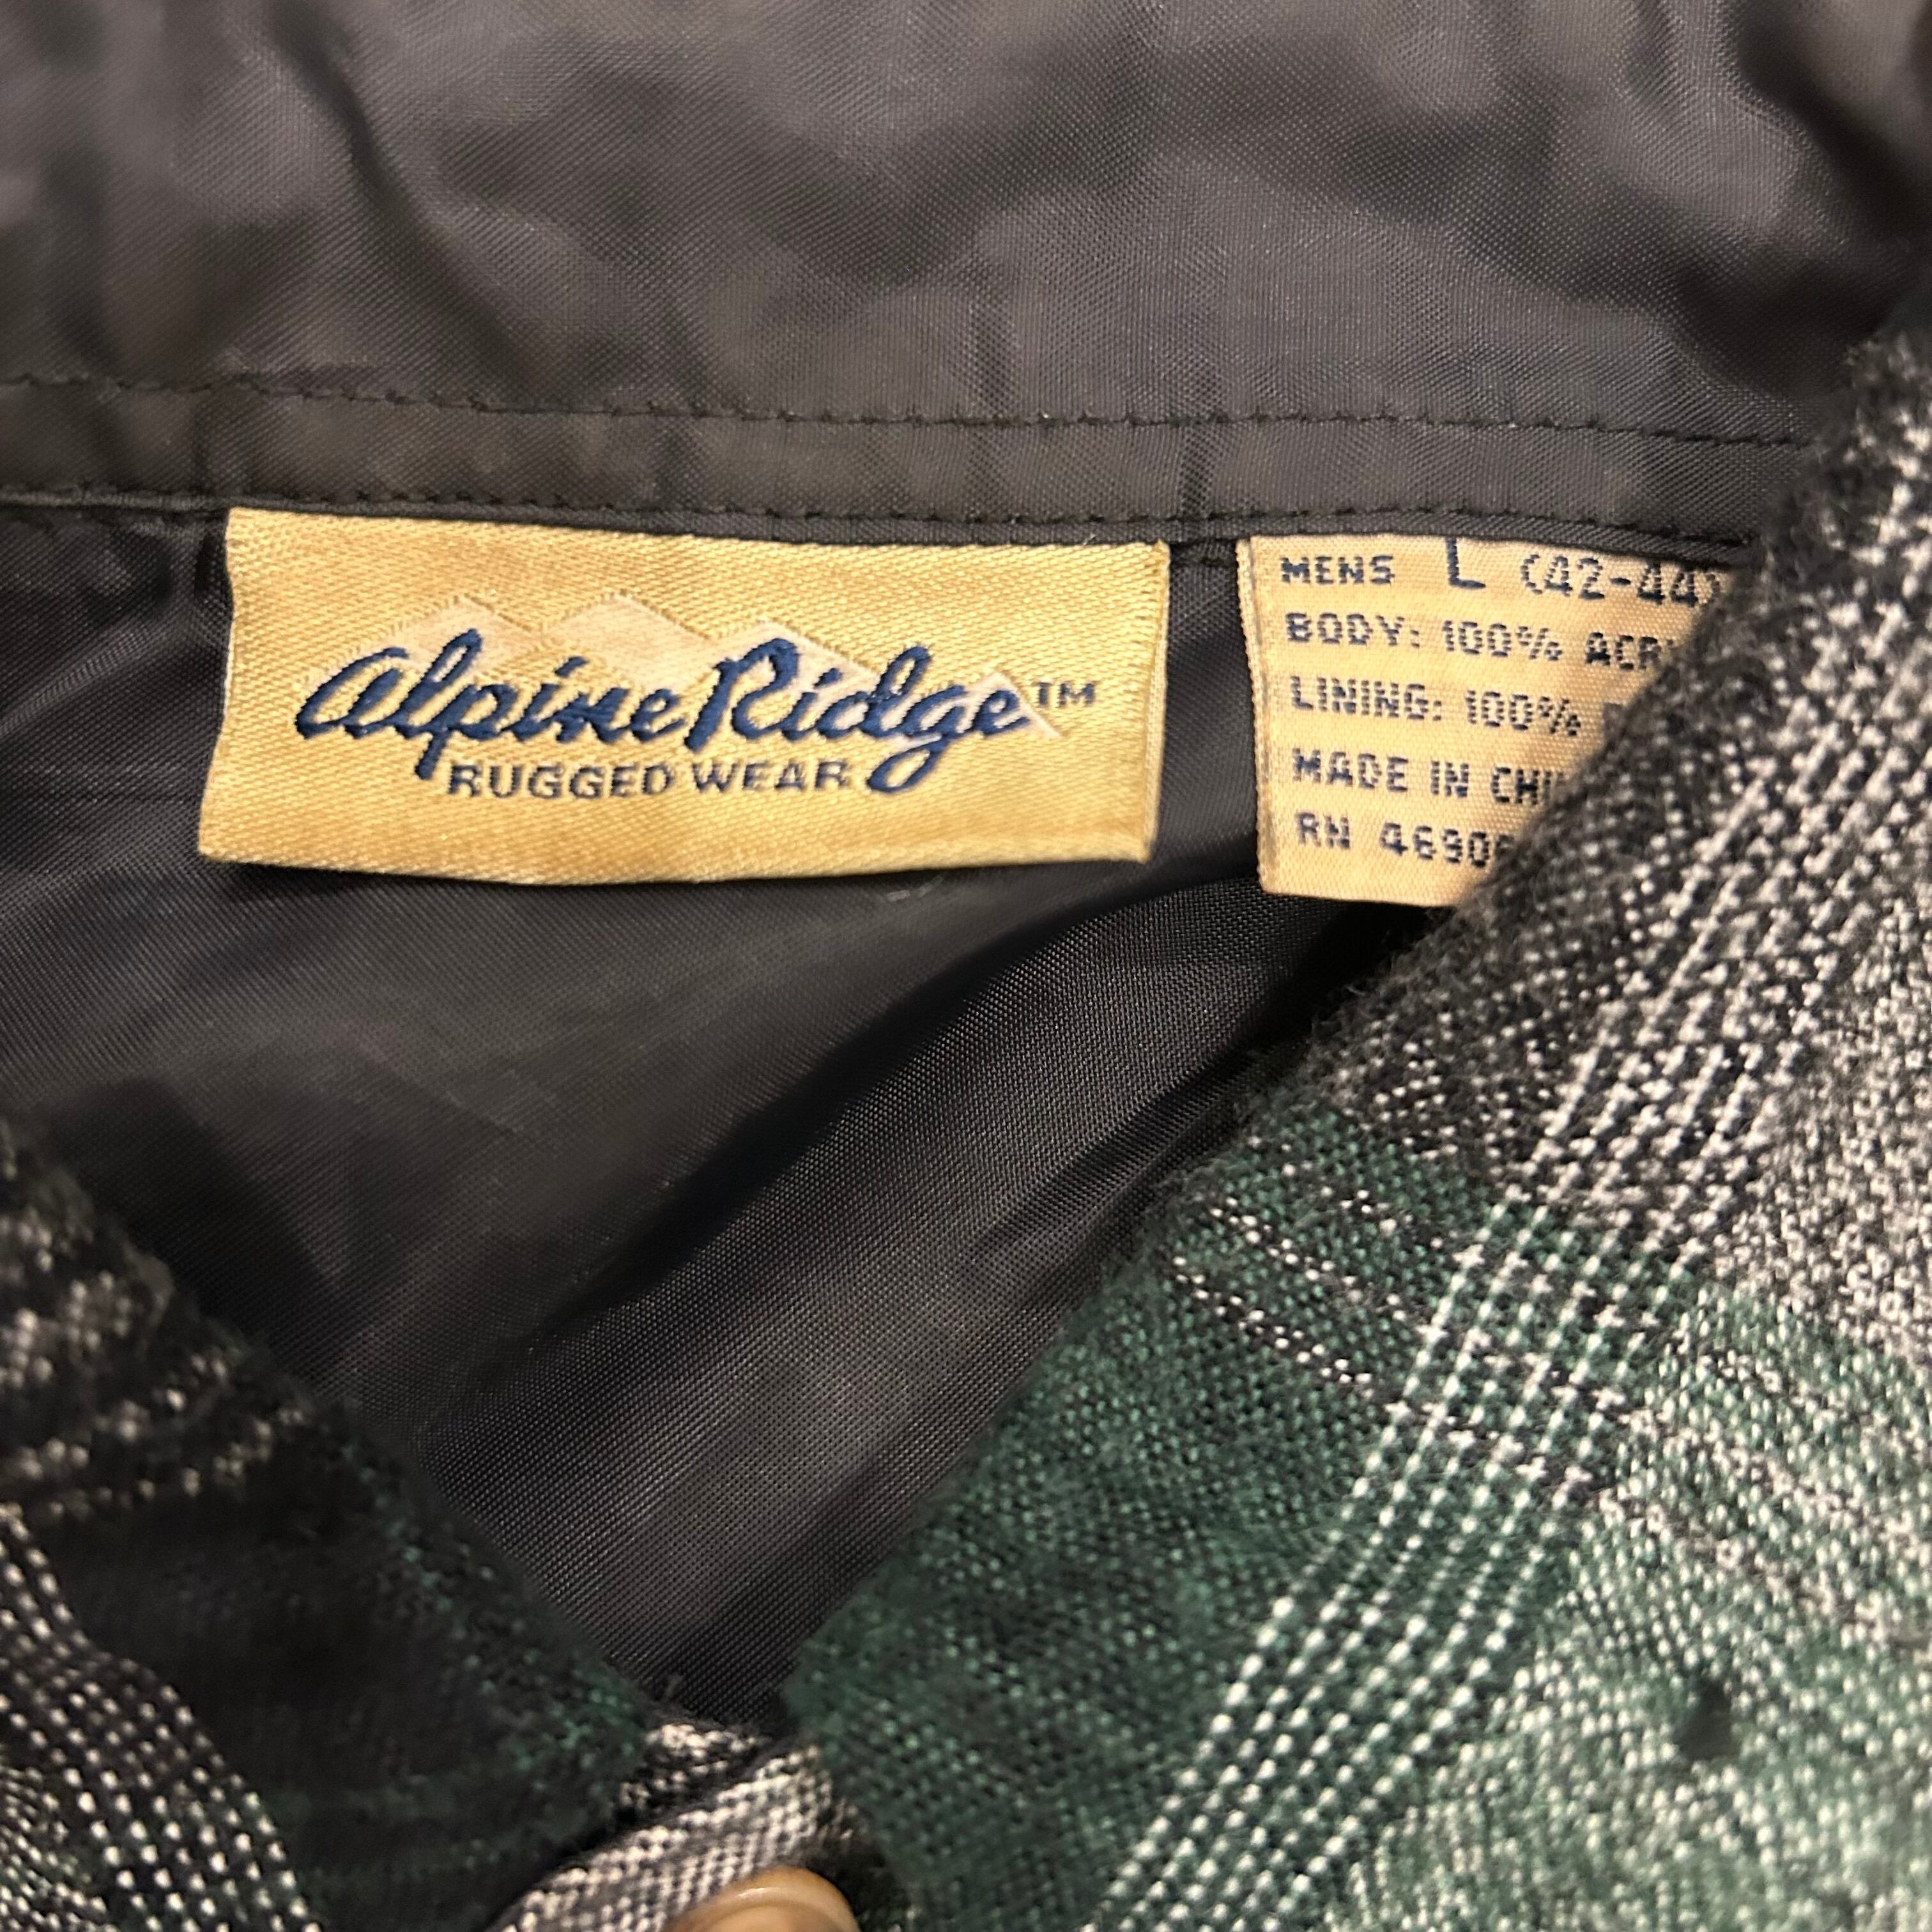 Alpine Ridge™
RUGGED WEAR
MENS L (42-44)
BODY: 100%
LINING: 100%
MADE IN
RN